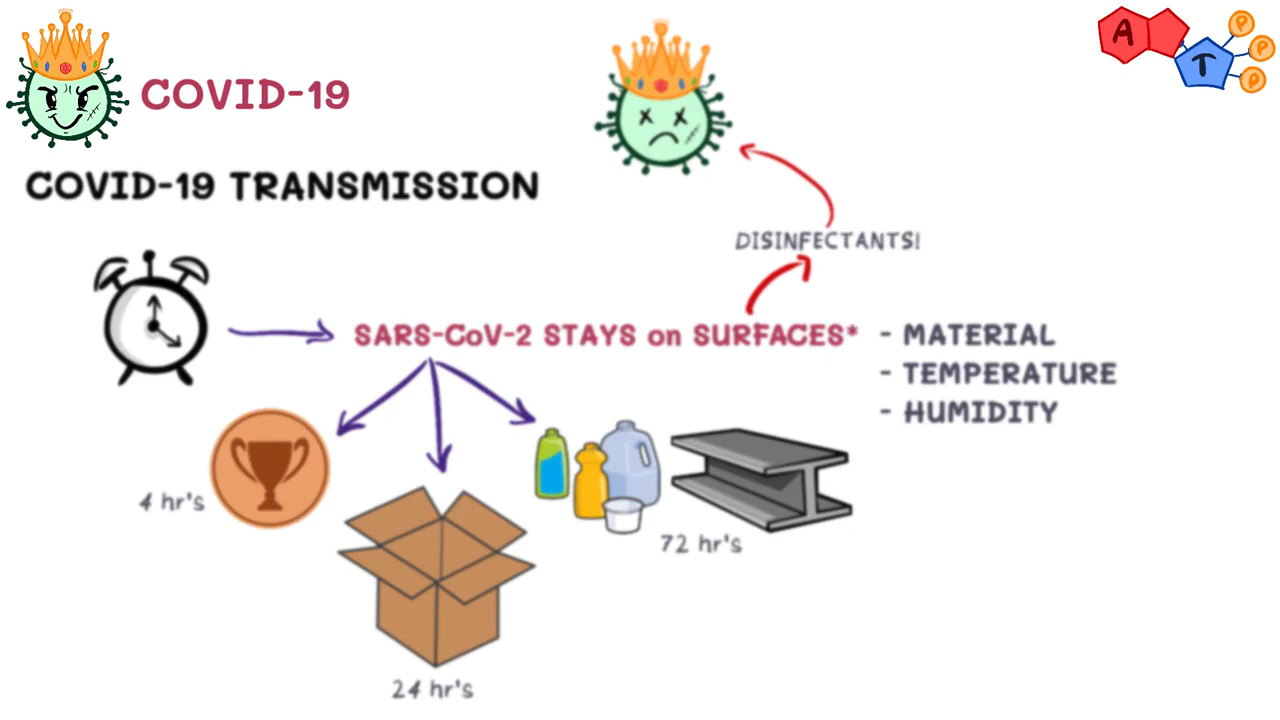 COVID-19
A T P P P
COVID-19 TRANSMISSION
DISINFECTANTS!
SARS-CoV-2 STAYS on SURFACES*
- MATERIAL
- TEMPERATURE
- HUMIDITY
4 hr's
72 hr's
24 hr's